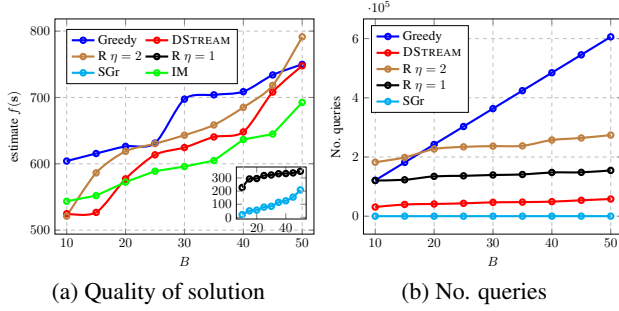 800
700
600
500
10
20
30
40
50
B
estimate f(s)
Greedy
DSTREAM
R η = 2
R η = 1
SGr
IM
300
200
100
0
20
40
(a) Quality of solution
·10⁵
6
4
2
0
10
20
30
40
50
B
No. queries
Greedy
DSTREAM
R η = 2
R η = 1
SGr
(b) No. queries